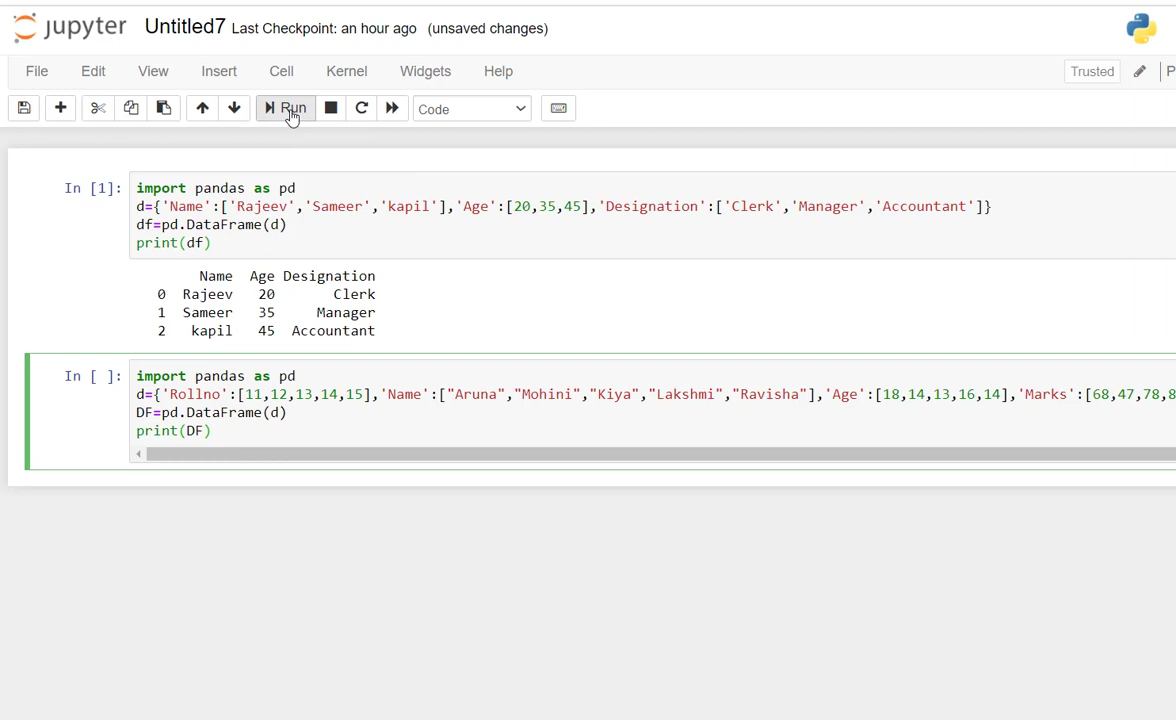 jupyter Untitled7 Last Checkpoint: an hour ago (unsaved changes)
File Edit View Insert Cell Kernel Widgets Help Trusted P
Run Code
In [1]: import pandas as pd
d={'Name':['Rajeev','Sameer','kapil'],'Age':[20,35,45],'Designation':['Clerk','Manager','Accountant']}
df=pd.DataFrame(d)
print(df)
Name Age Designation
0 Rajeev 20 Clerk
1 Sameer 35 Manager
2 kapil 45 Accountant
In [ ]: import pandas as pd
d={'Rollno':[11,12,13,14,15],'Name':["Aruna","Mohini","Kiya","Lakshmi","Ravisha"],'Age':[18,14,13,16,14],'Marks':[68,47,78,8
DF=pd.DataFrame(d)
print(DF)